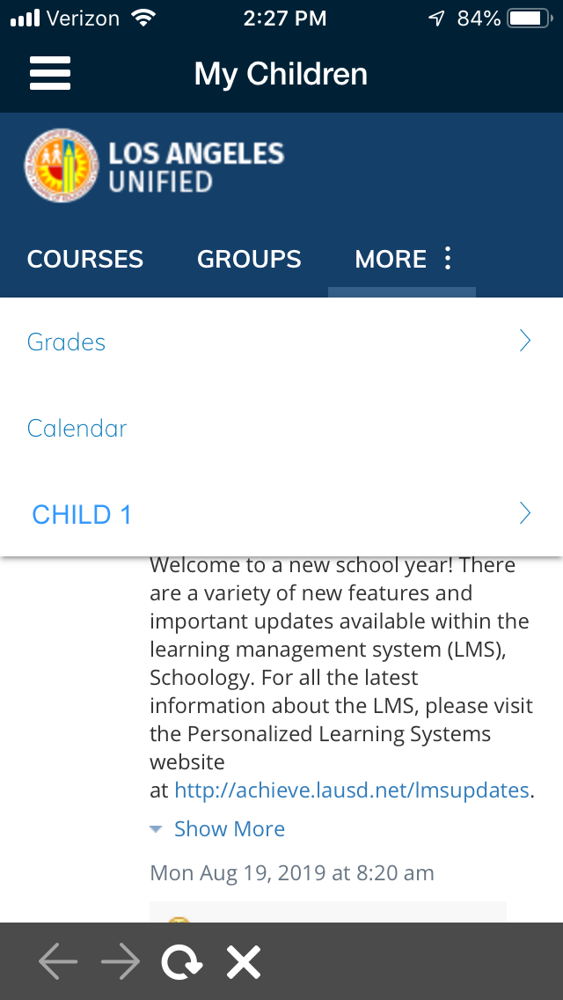 Verizon 2:27 PM 84%
My Children
LOS ANGELES
UNIFIED
COURSES GROUPS MORE
Grades
Calendar
CHILD 1
Welcome to a new school year! There
are a variety of new features and
important updates available within the
learning management system (LMS),
Schoology. For all the latest
information about the LMS, please visit
the Personalized Learning Systems
website
at http://achieve.lausd.net/lmsupdates.
Show More
Mon Aug 19, 2019 at 8:20 am